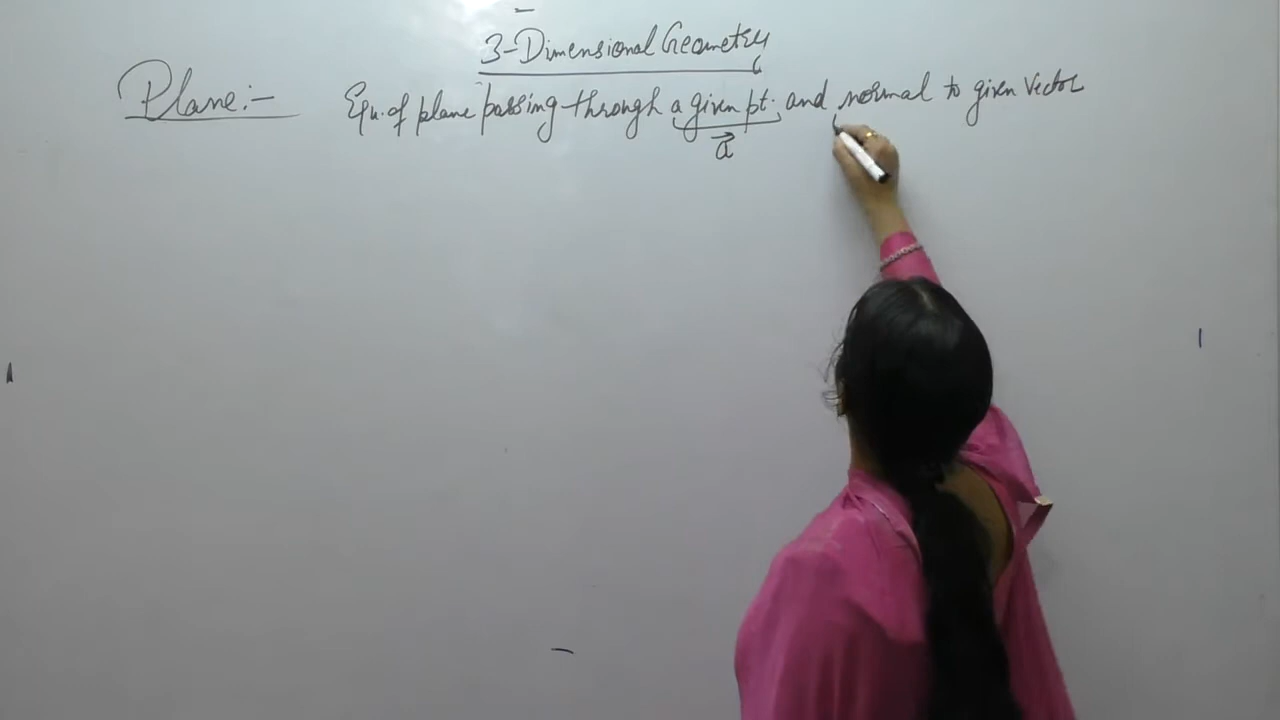 3-Dimensional Geometry
Plane:- Equ. of plane passing through a given pt. and normal to given vector
a⃗